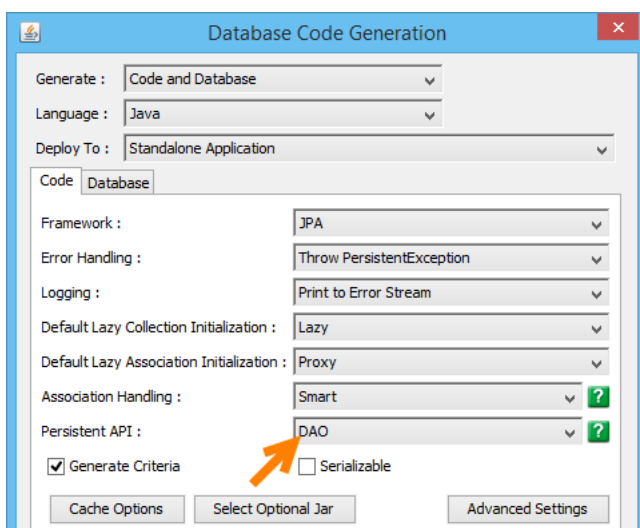 Database Code Generation
Generate : Code and Database
Language : Java
Deploy To : Standalone Application
Code Database
Framework : JPA
Error Handling : Throw PersistentException
Logging : Print to Error Stream
Default Lazy Collection Initialization : Lazy
Default Lazy Association Initialization : Proxy
Association Handling : Smart ?
Persistent API : DAO ?
Generate Criteria Serializable
Cache Options Select Optional Jar Advanced Settings